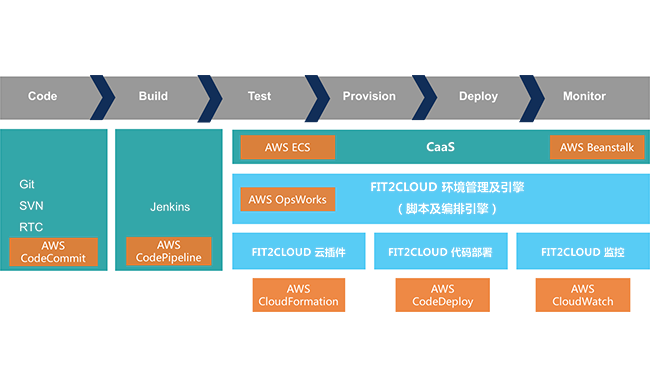 Code
Build
Test
Provision
Deploy
Monitor
Git
SVN
RTC
AWS
CodeCommit
Jenkins
AWS
CodePipeline
AWS ECS
CaaS
AWS Beanstalk
AWS OpsWorks
FIT2CLOUD 环境管理及引擎
（脚本及编排引擎）
FIT2CLOUD 云插件
FIT2CLOUD 代码部署
FIT2CLOUD 监控
AWS
CloudFormation
AWS
CodeDeploy
AWS
CloudWatch